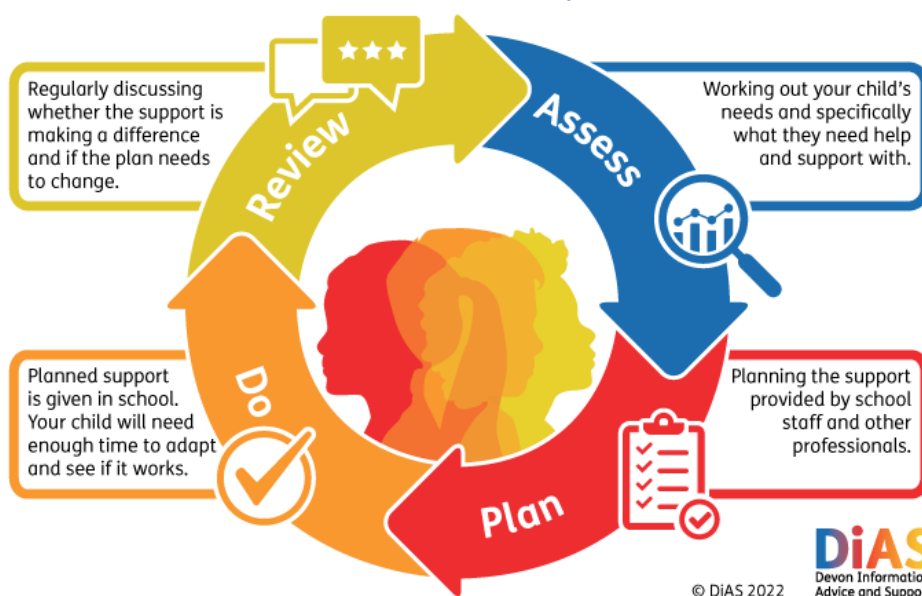 Regularly discussing
whether the support is
making a difference
and if the plan needs
to change.
Review
Assess
Working out your child's
needs and specifically
what they need help
and support with.
Planned support
is given in school.
Your child will need
enough time to adapt
and see if it works.
Do
Plan
Planning the support
provided by school
staff and other
professionals.
© DiAS 2022
DiAS
Devon Information
Advice and Support